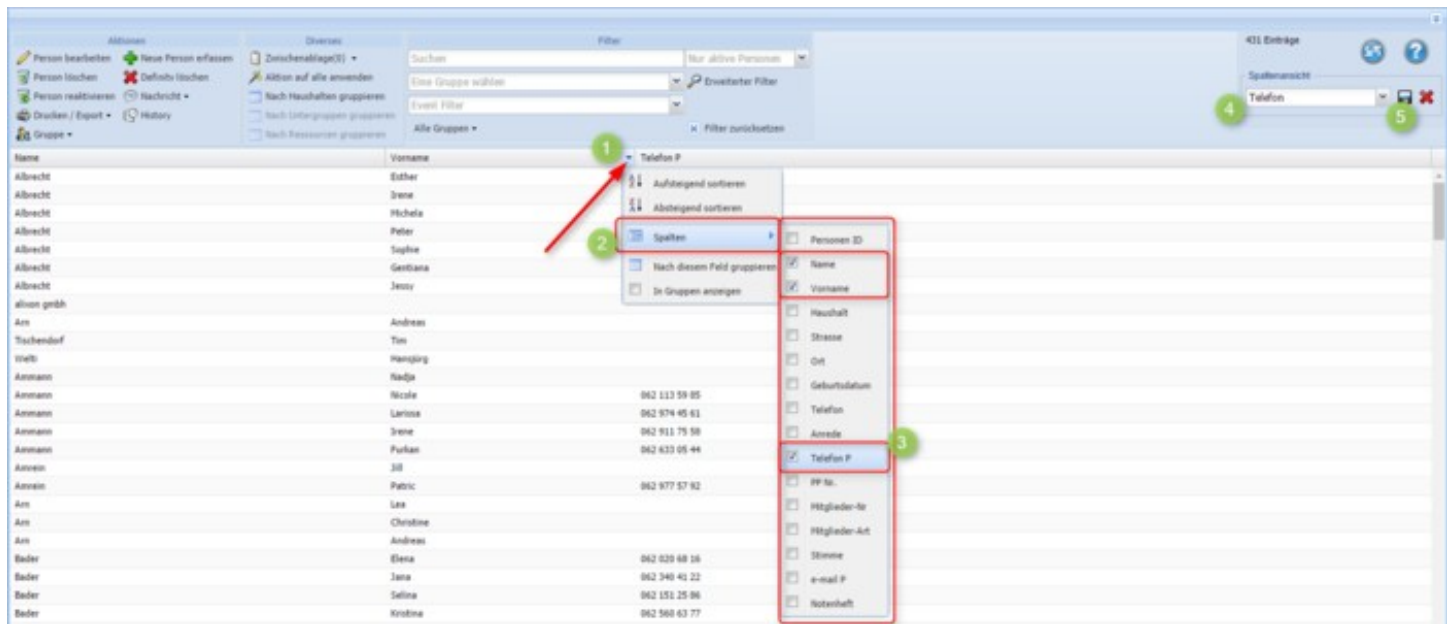 Aktionen Diverses Filter 431 Einträge
Person bearbeiten Neue Person erfassen Zwischenablage(0) Suchen Nur aktive Personen
Person löschen Definitiv löschen Aktion auf alle anwenden Eine Gruppe wählen Erweiterter Filter Spaltenansicht
Person reaktivieren Nachricht Nach Haushalten gruppieren Event Filter 4 Telefon
Drucken / Export History Nach Untergruppen gruppieren 5
Gruppe Nach Ressourcen gruppieren Alle Gruppen Filter zurücksetzen
1
Name Vorname Telefon P
Albrecht Esther
Albrecht Irene
Albrecht Michela
Albrecht Peter
Albrecht Sophie
Albrecht Gentiana
Albrecht Jessy
alivon gmbh
Arn Andreas
Tischendorf Tim
Welti Hansjürg
Ammann Nadja
Ammann Nicole 062 113 59 85
Ammann Larissa 062 974 45 61
Ammann Irene 062 911 75 58
Ammann Furkan 062 633 05 44
Amrein Jill
Amrein Patric 062 977 57 92
Arn Lea
Arn Christine
Arn Andreas
Bader Elena 062 020 68 16
Bader Jana 062 340 41 22
Bader Selina 062 151 25 86
Bader Kristina 062 560 63 77
Aufsteigend sortieren
Absteigend sortieren
2 Spalten
Nach diesem Feld gruppieren
In Gruppen anzeigen
Personen ID
Name
Vorname
Haushalt
Strasse
Ort
Geburtsdatum
Telefon
Anrede
3
Telefon P
PP Nr.
Mitglieder-Nr
Mitglieder-Art
Stimme
e-mail P
Notenheft